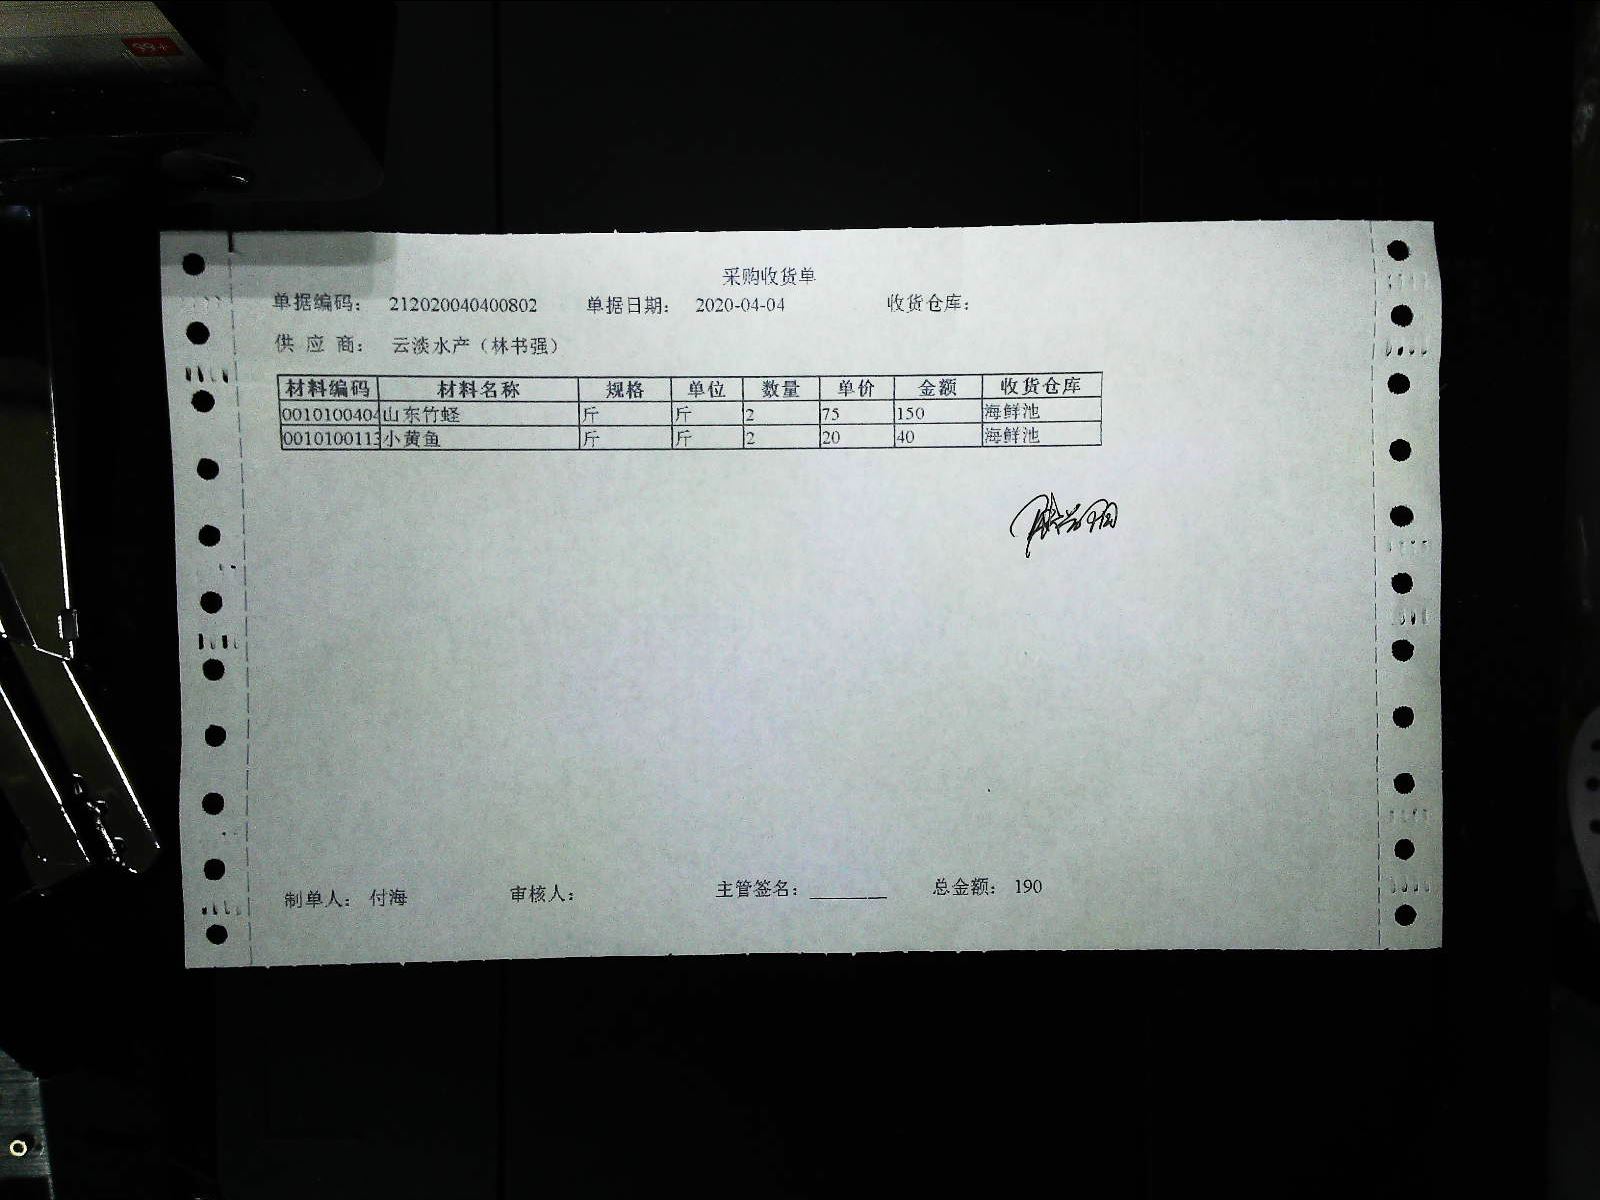 99+
采购收货单
单据编码： 212020040400802 单据日期： 2020-04-04 收货仓库：
供 应 商： 云淡水产（林书强）
材料编码 材料名称 规格 单位 数量 单价 金额 收货仓库
0010100404 山东竹蛏 斤 斤 2 75 150 海鲜池
0010100113 小黄鱼 斤 斤 2 20 40 海鲜池
制单人： 付海 审核人： 主管签名： ________ 总金额： 190